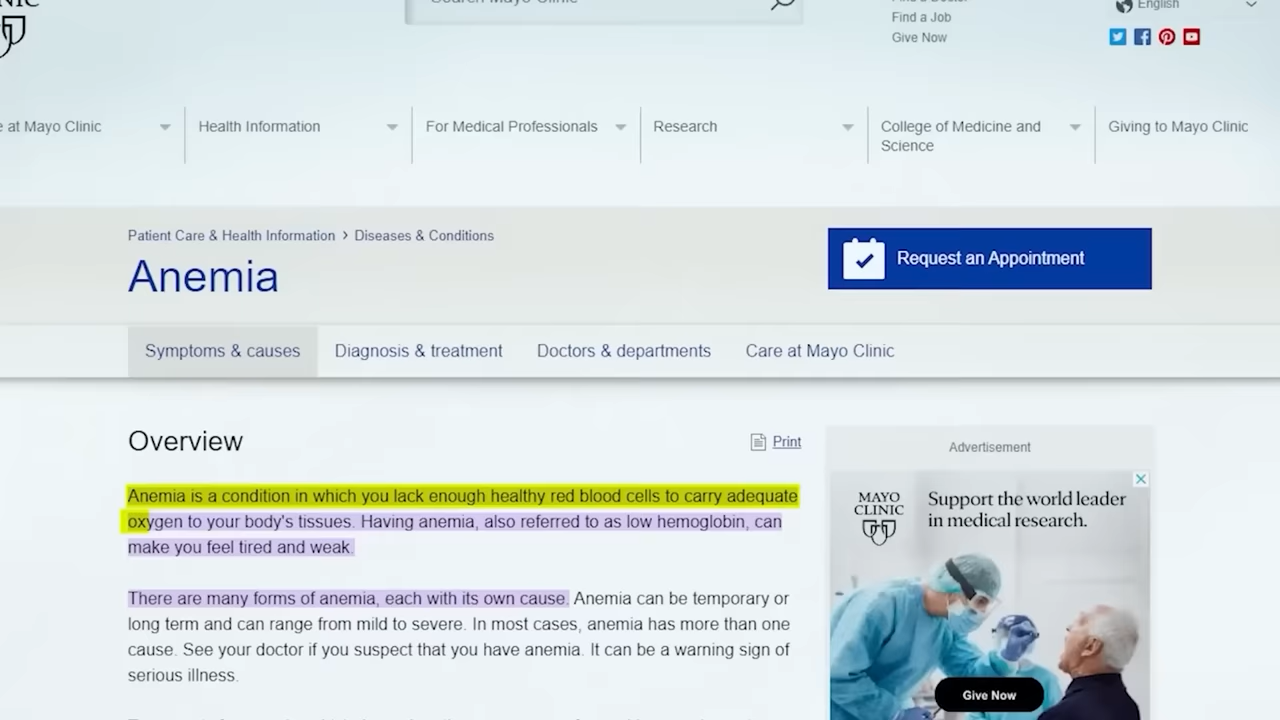 English
Find a Job
Give Now
e at Mayo Clinic
Health Information
For Medical Professionals
Research
College of Medicine and
Science
Giving to Mayo Clinic
Patient Care & Health Information › Diseases & Conditions
Anemia
Request an Appointment
Symptoms & causes
Diagnosis & treatment
Doctors & departments
Care at Mayo Clinic
Overview
Print
Anemia is a condition in which you lack enough healthy red blood cells to carry adequate
oxygen to your body's tissues. Having anemia, also referred to as low hemoglobin, can
make you feel tired and weak.
There are many forms of anemia, each with its own cause. Anemia can be temporary or
long term and can range from mild to severe. In most cases, anemia has more than one
cause. See your doctor if you suspect that you have anemia. It can be a warning sign of
serious illness.
Advertisement
MAYO
CLINIC
Support the world leader
in medical research.
Give Now